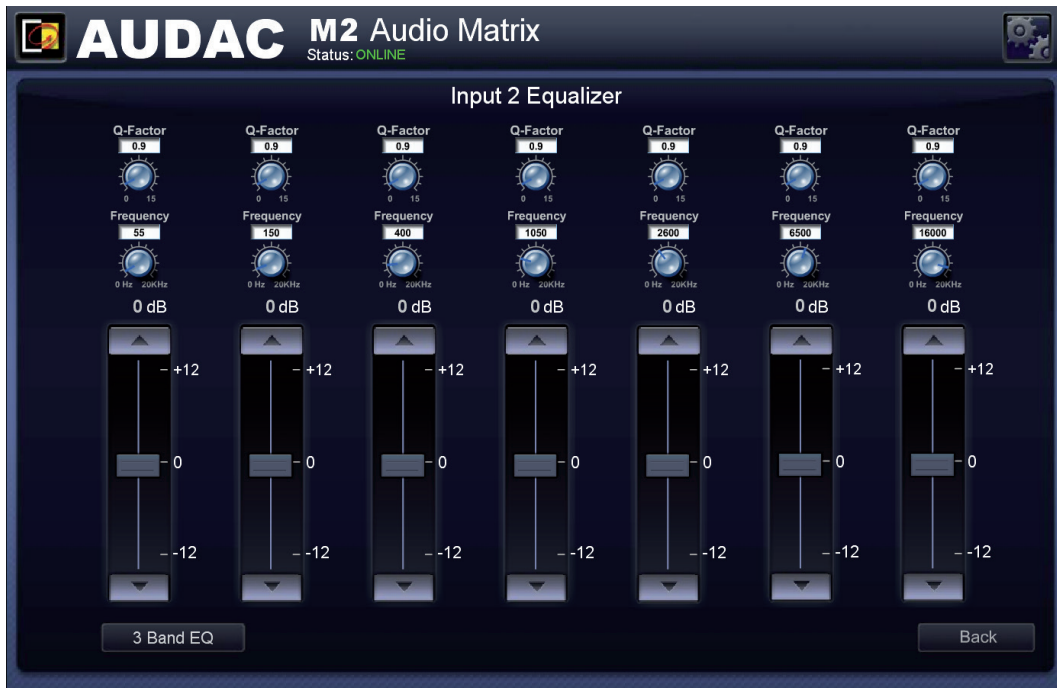 AUDAC M2 Audio Matrix
Status: ONLINE
Input 2 Equalizer
Q-Factor Q-Factor Q-Factor Q-Factor Q-Factor Q-Factor Q-Factor
0.9 0.9 0.9 0.9 0.9 0.9 0.9
0 15 0 15 0 15 0 15 0 15 0 15 0 15
Frequency Frequency Frequency Frequency Frequency Frequency Frequency
55 150 400 1050 2600 6500 16000
0 Hz 20KHz 0 Hz 20KHz 0 Hz 20KHz 0 Hz 20KHz 0 Hz 20KHz 0 Hz 20KHz 0 Hz 20KHz
0 dB 0 dB 0 dB 0 dB 0 dB 0 dB 0 dB
+12 +12 +12 +12 +12 +12 +12
0 0 0 0 0 0 0
-12 -12 -12 -12 -12 -12 -12
3 Band EQ Back